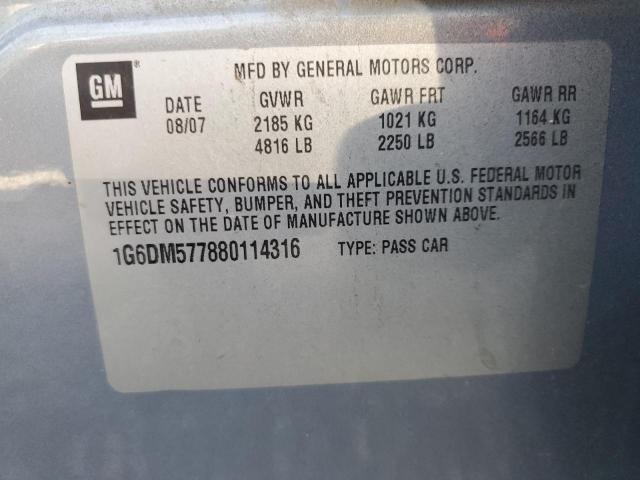 GM® MFD BY GENERAL MOTORS CORP.
DATE GVWR GAWR FRT GAWR RR
08/07 2185 KG 1021 KG 1164 KG
4816 LB 2250 LB 2566 LB
THIS VEHICLE CONFORMS TO ALL APPLICABLE U.S. FEDERAL MOTOR
VEHICLE SAFETY, BUMPER, AND THEFT PREVENTION STANDARDS IN
EFFECT ON THE DATE OF MANUFACTURE SHOWN ABOVE.
1G6DM577880114316 TYPE: PASS CAR